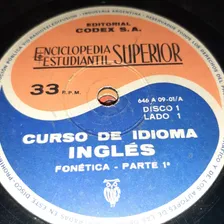 EDITORIAL
CODEX S.A.
ENCICLOPEDIA
ESTUDIANTIL SUPERIOR
33 R.P.M.
646 A 09-01/A
DISCO 1
LADO 1
CURSO DE IDIOMA
INGLÉS
FONÉTICA - PARTE 1ª